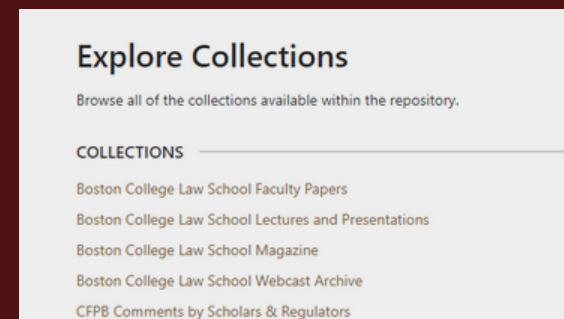 Explore Collections
Browse all of the collections available within the repository.
COLLECTIONS
Boston College Law School Faculty Papers
Boston College Law School Lectures and Presentations
Boston College Law School Magazine
Boston College Law School Webcast Archive
CFPB Comments by Scholars & Regulators